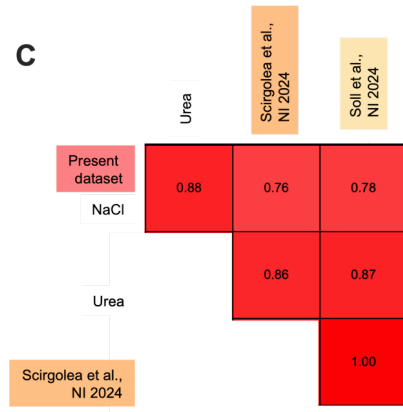 C
Urea
Scirgolea et al.,
NI 2024
Soll et al.,
NI 2024
Present
dataset
NaCl
0.88
0.76
0.78
Urea
0.86
0.87
Scirgolea et al.,
NI 2024
1.00